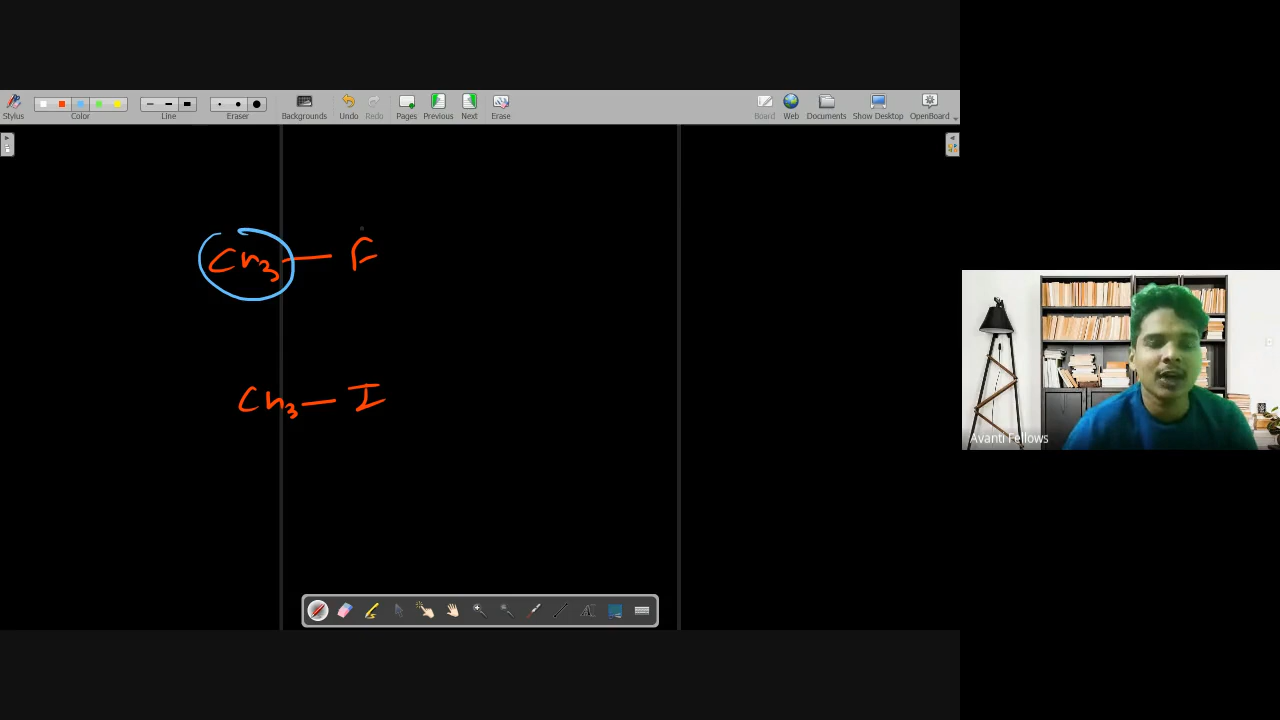 Stylus
Color
Line
Eraser
Backgrounds
Undo
Redo
Pages
Previous
Next
Erase
Board
Web
Documents
Show Desktop
OpenBoard
CH3 — F
CH3 — I
Avanti Fellows